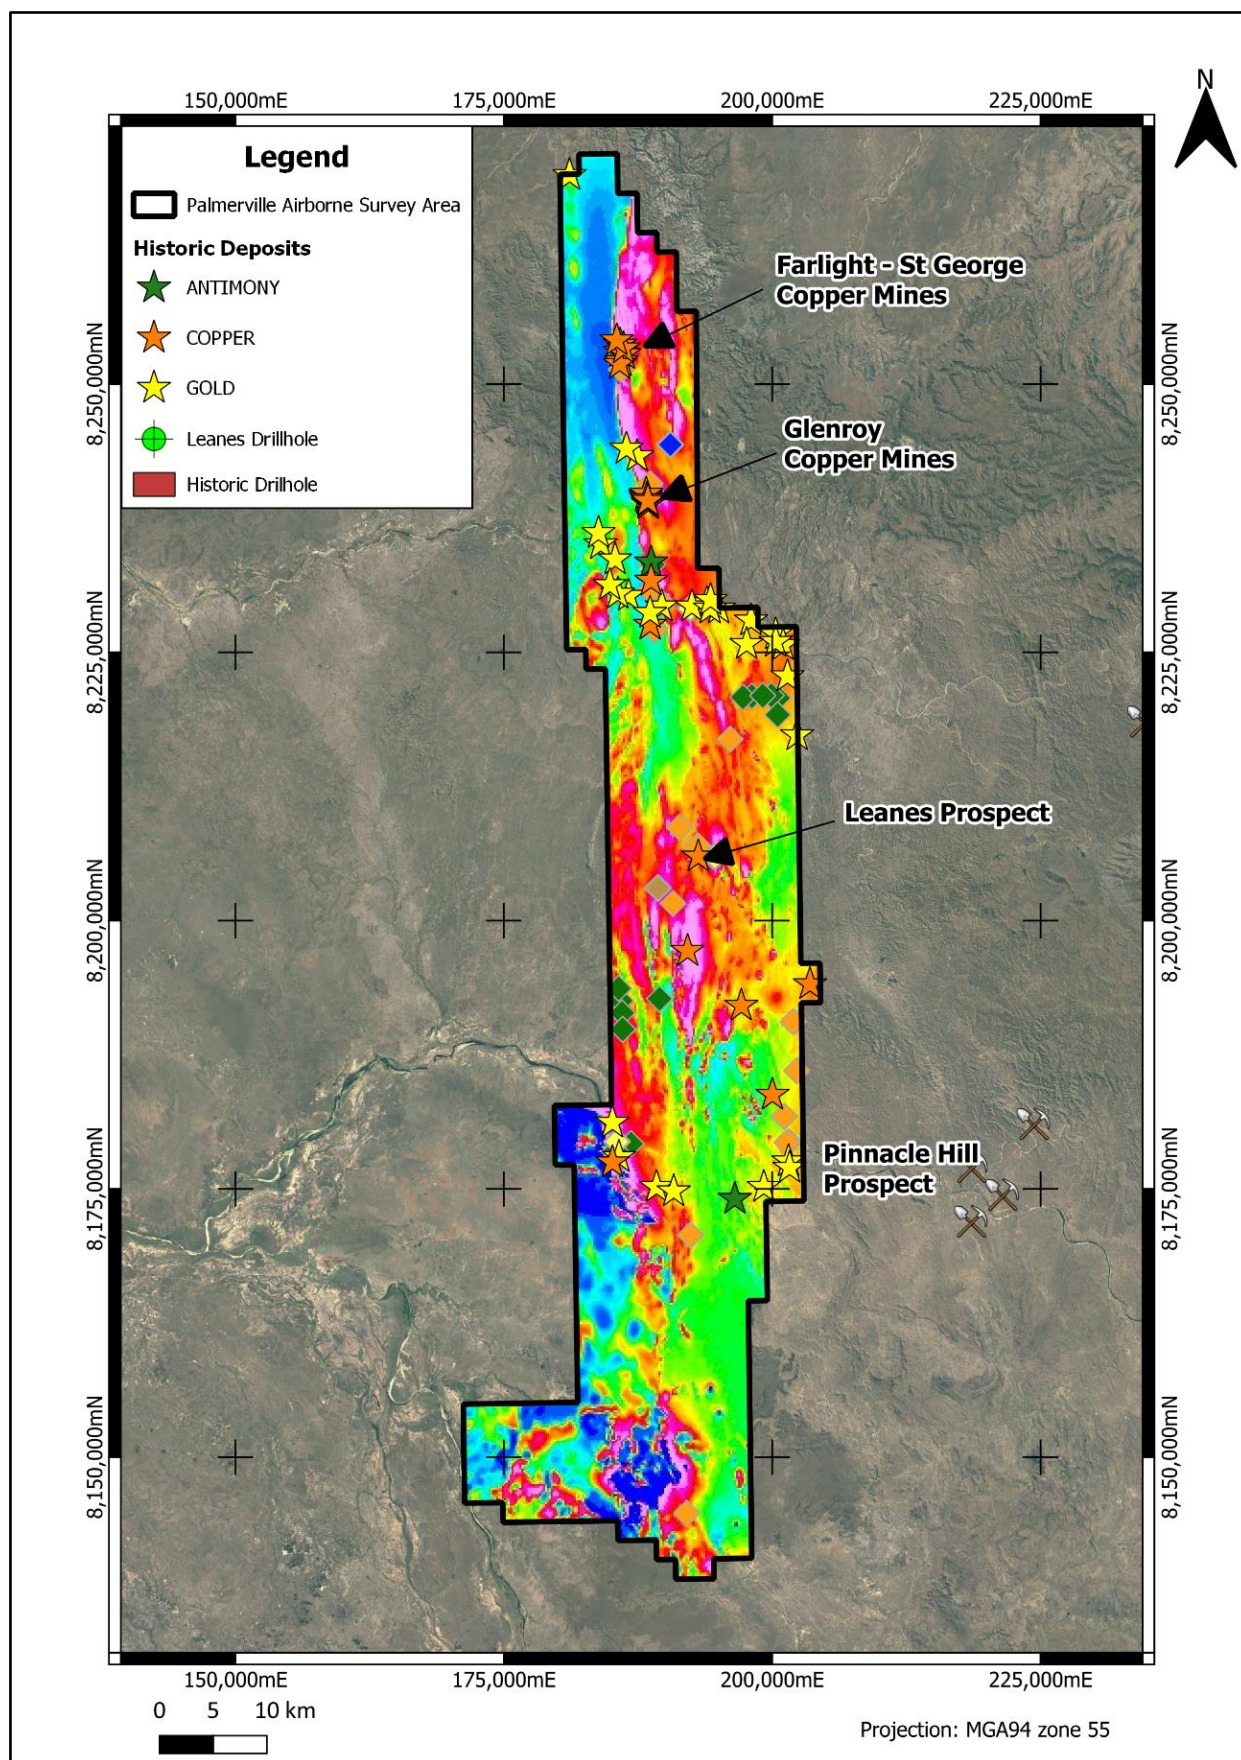 N
150,000mE 175,000mE 200,000mE 225,000mE
Legend
Palmerville Airborne Survey Area
Historic Deposits
ANTIMONY
COPPER
GOLD
Leanes Drillhole
Historic Drilhole
Farlight - St George
Copper Mines
Glenroy
Copper Mines
Leanes Prospect
Pinnacle Hill
Prospect
8,250,000mN
8,225,000mN
8,200,000mN
8,175,000mN
8,150,000mN
8,250,000mN
8,225,000mN
8,200,000mN
8,175,000mN
8,150,000mN
150,000mE 175,000mE 200,000mE 225,000mE
0 5 10 km
Projection: MGA94 zone 55